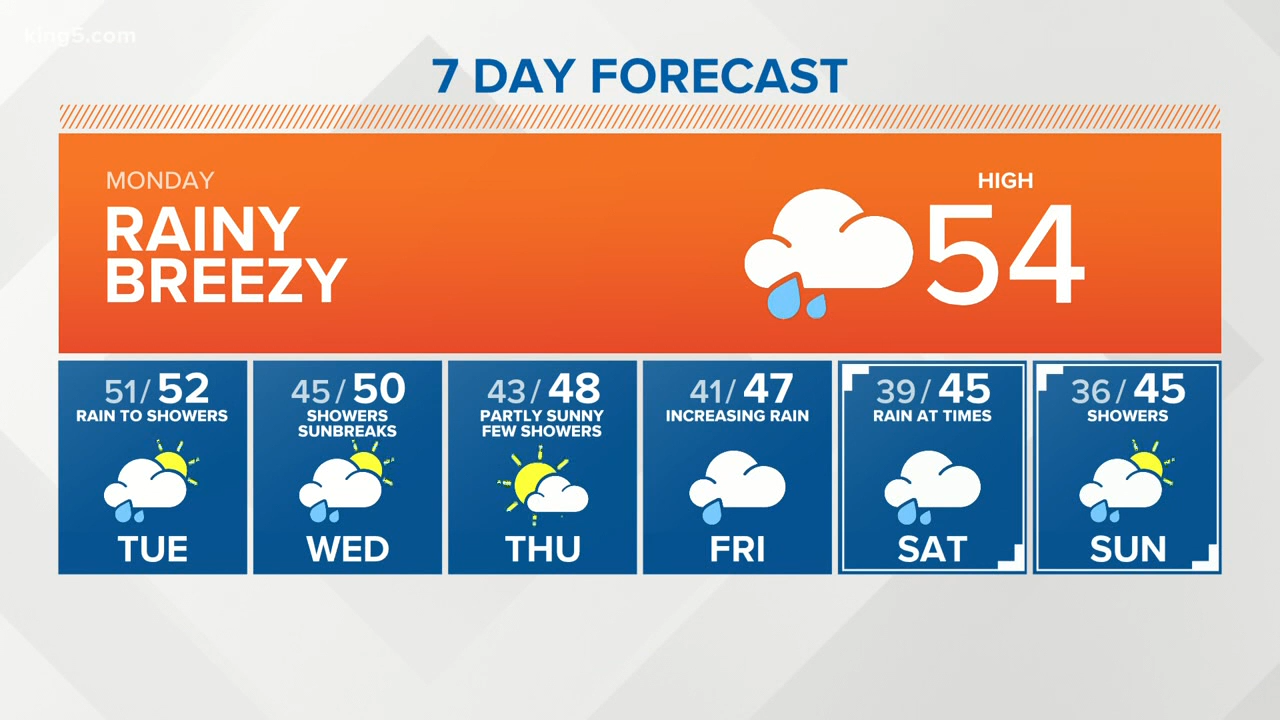 king5.com
7 DAY FORECAST
MONDAY
RAINY
BREEZY
HIGH
54
51/52
RAIN TO SHOWERS
TUE
45/50
SHOWERS
SUNBREAKS
WED
43/48
PARTLY SUNNY
FEW SHOWERS
THU
41/47
INCREASING RAIN
FRI
39/45
RAIN AT TIMES
SAT
36/45
SHOWERS
SUN